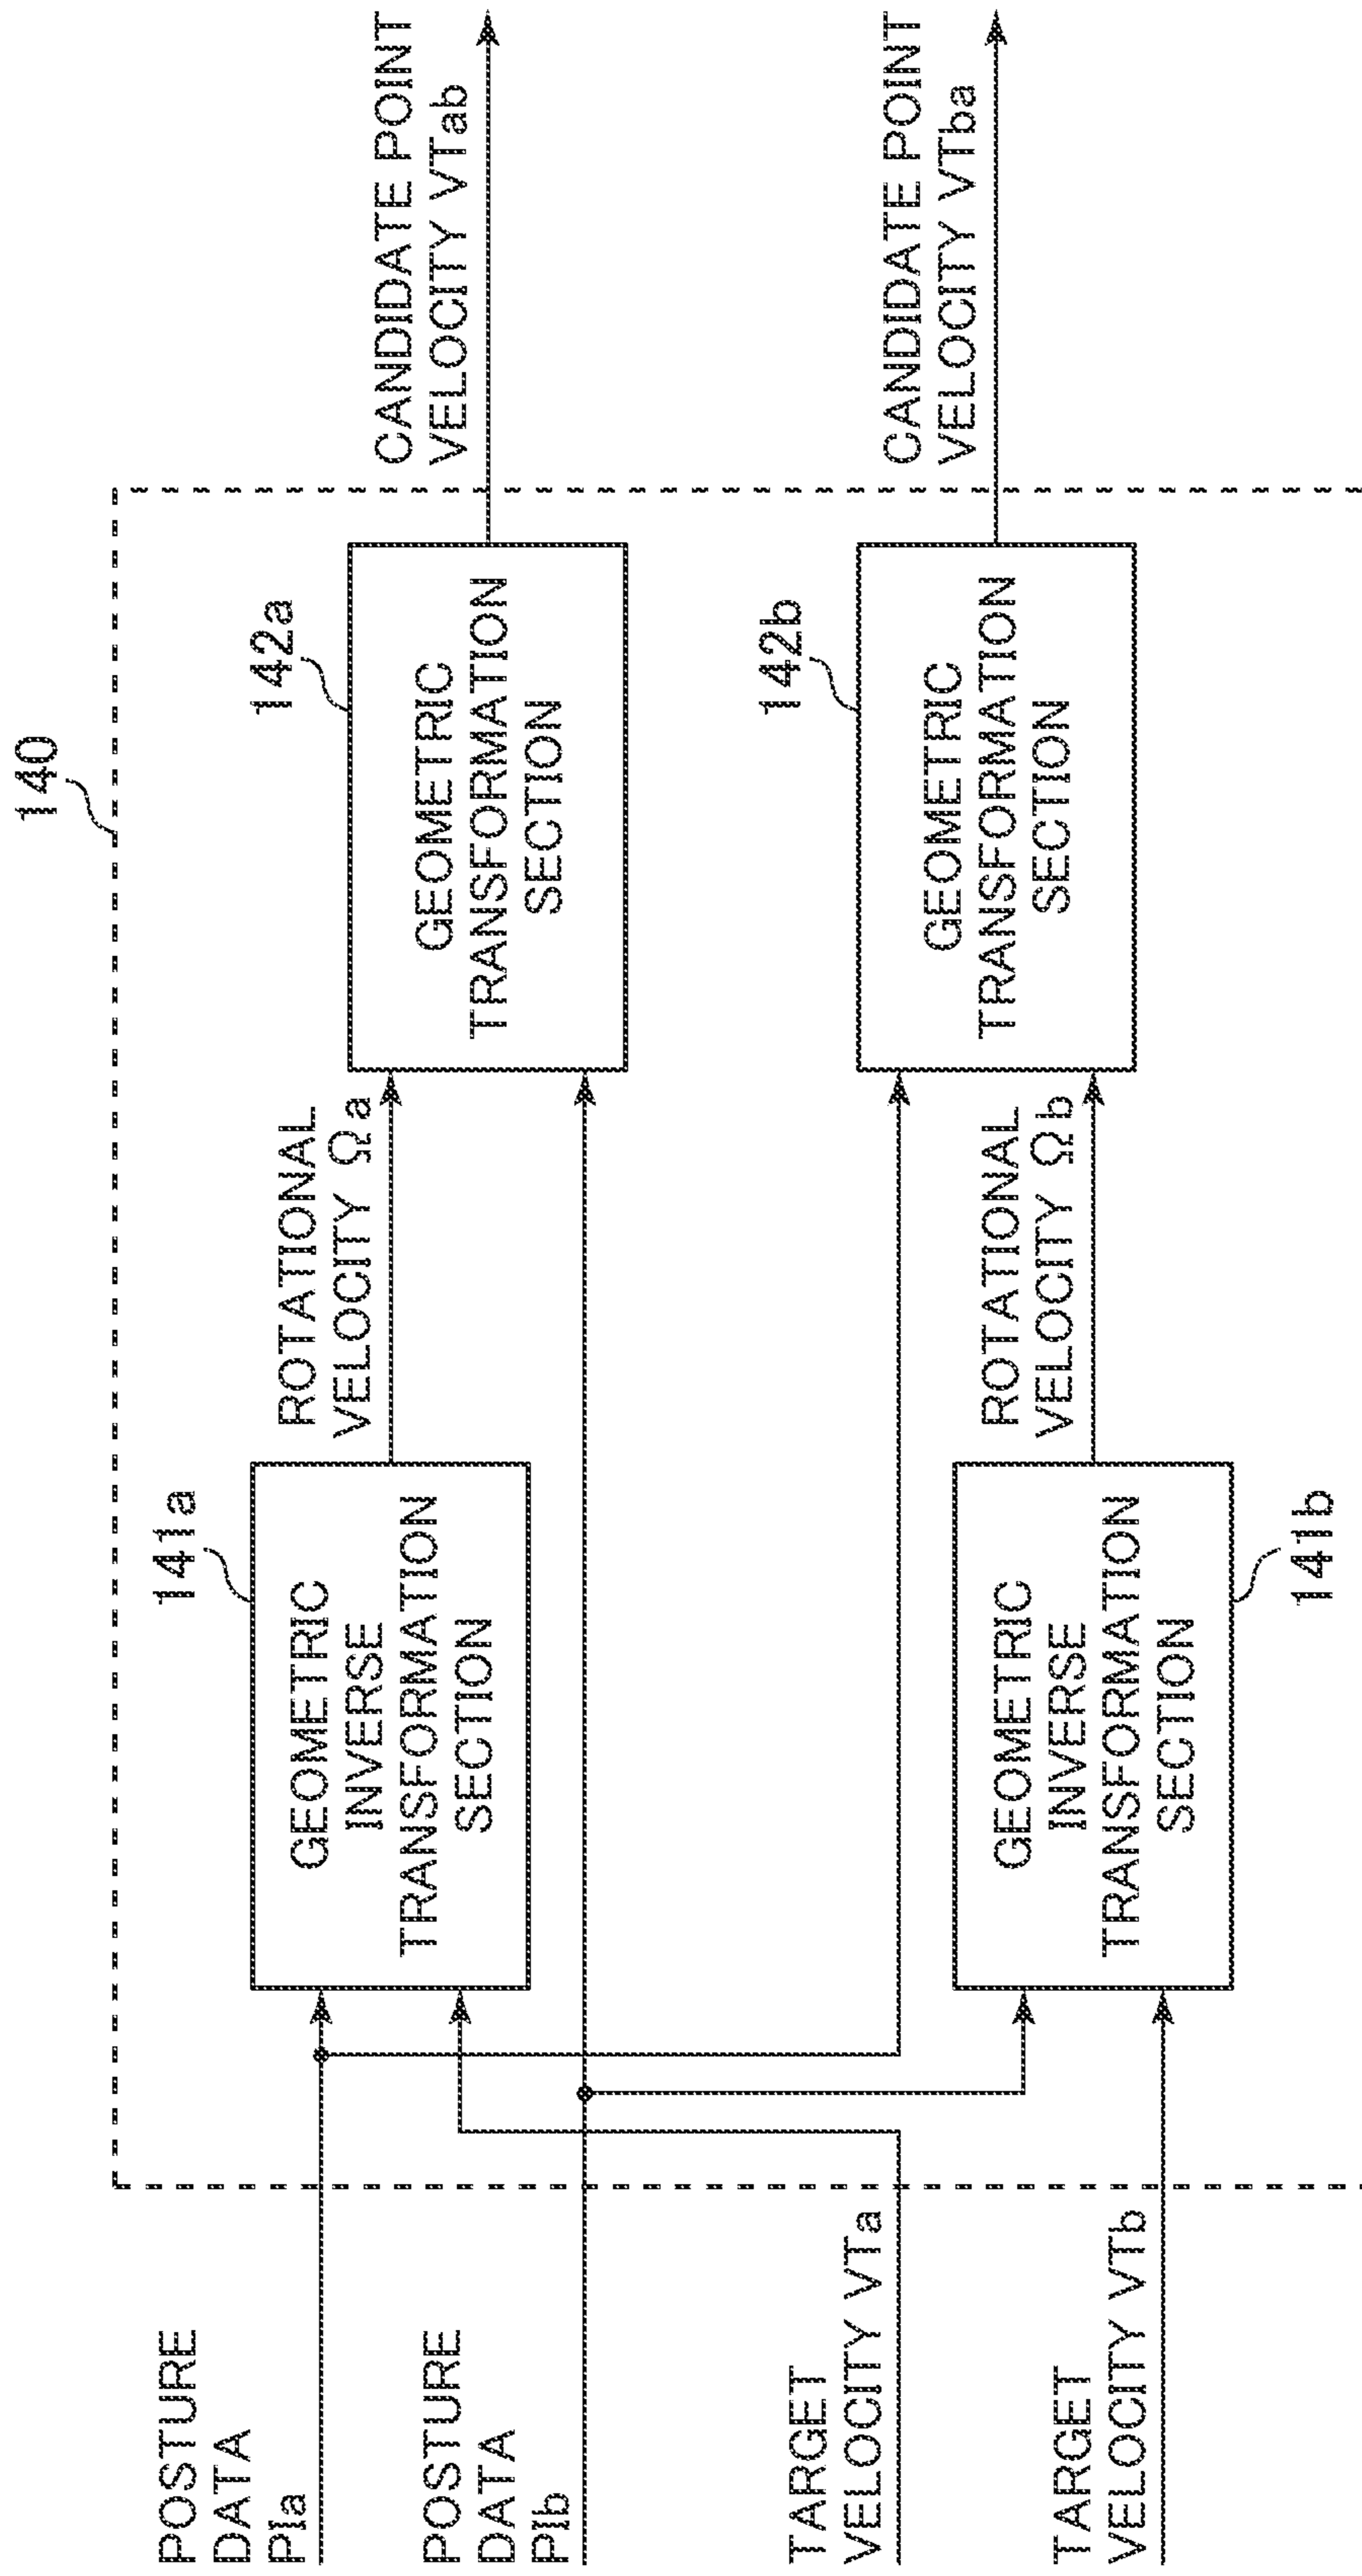 140
POSTURE
DATA
PIa
POSTURE
DATA
PIb
TARGET
VELOCITY VTa
TARGET
VELOCITY VTb
141a
GEOMETRIC
INVERSE
TRANSFORMATION
SECTION
141b
GEOMETRIC
INVERSE
TRANSFORMATION
SECTION
ROTATIONAL
VELOCITY Ωa
ROTATIONAL
VELOCITY Ωb
142a
GEOMETRIC
TRANSFORMATION
SECTION
142b
GEOMETRIC
TRANSFORMATION
SECTION
CANDIDATE POINT
VELOCITY VTab
CANDIDATE POINT
VELOCITY VTba